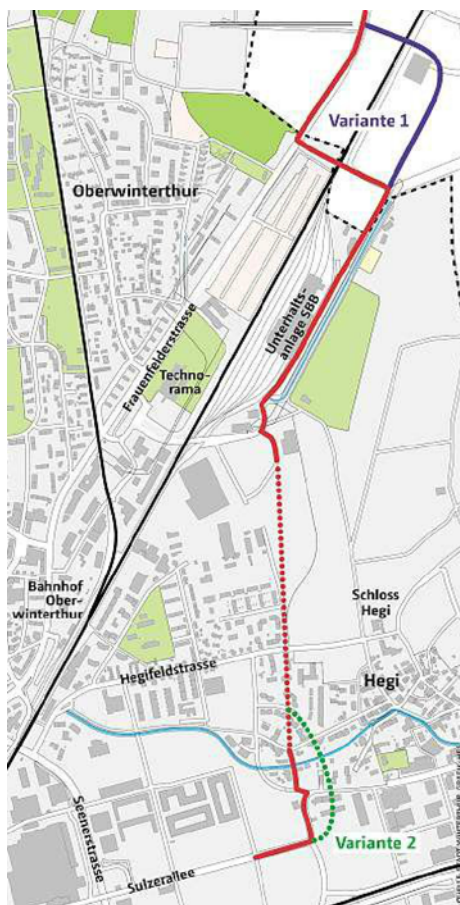 Variante 1
Oberwinterthur
Frauenfelderstrasse
Unterhalts-
anlage SBB
Techno-
rama
Bahnhof
Ober-
winterthur
Schloss
Hegi
Hegifeldstrasse
Hegi
Seenerstrasse
Variante 2
Sulzerallee